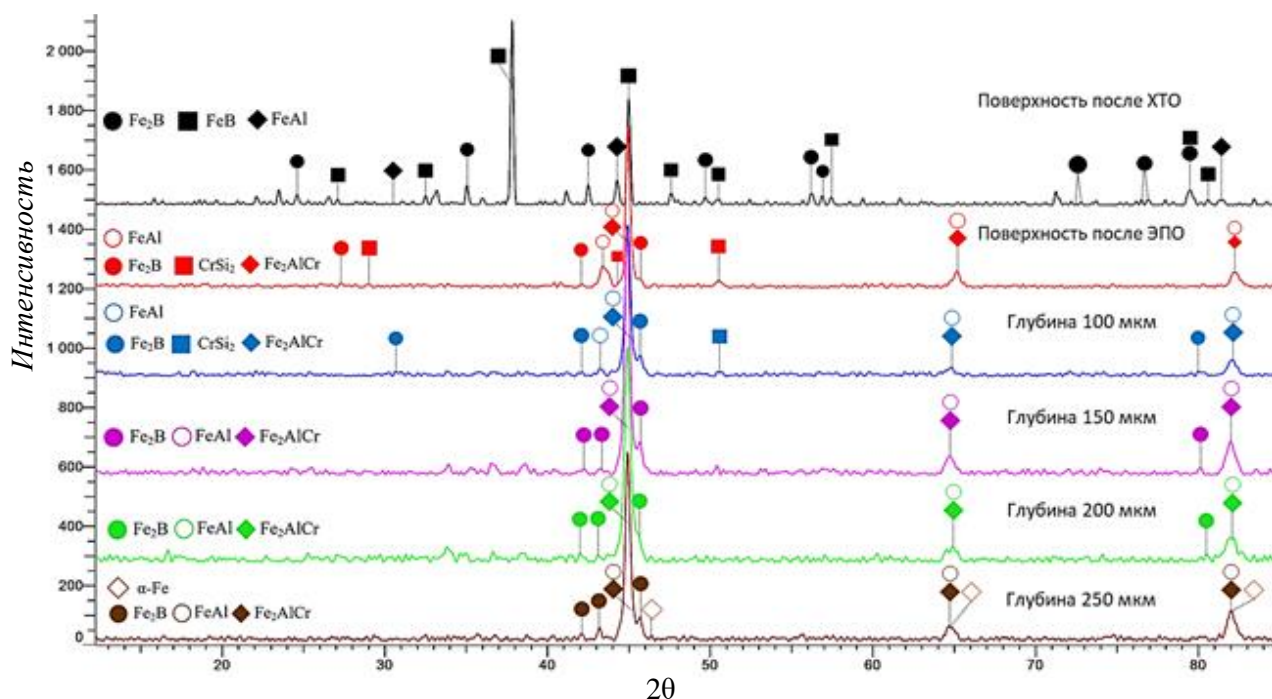 Интенсивность
2 000
1 800
1 600
1 400
1 200
1 000
800
600
400
200
0
Поверхность после ХТО
Fe₂B FeB FeAl
Поверхность после ЭПО
FeAl
Fe₂B CrSi₂ Fe₂AlCr
Глубина 100 мкм
FeAl
Fe₂B CrSi₂ Fe₂AlCr
Глубина 150 мкм
Fe₂B FeAl Fe₂AlCr
Глубина 200 мкм
Fe₂B FeAl Fe₂AlCr
α-Fe
Глубина 250 мкм
Fe₂B FeAl Fe₂AlCr
20 30 40 50 60 70 80
2θ